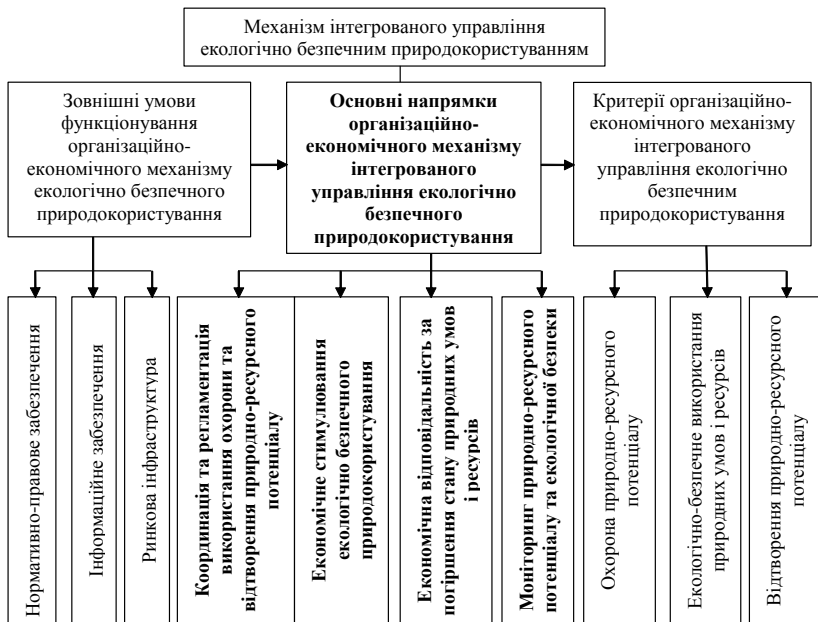 Механізм інтегрованого управління
екологічно безпечним природокористуванням
Зовнішні умови
функціонування
організаційно-
економічного механізму
екологічно безпечного
природокористування
Основні напрямки
організаційно-
економічного механізму
інтегрованого
управління екологічно
безпечного
природокористування
Критерії організаційно-
економічного механізму
інтегрованого
управління екологічно
безпечним
природокористування
Нормативно-правове забезпечення
Інформаційне забезпечення
Ринкова інфраструктура
Координація та регламентація
використання охорони та
відтворення природно-ресурсного
потенціалу
Економічне стимулювання
екологічно безпечного
природокористування
Економічна відповідальність за
погіршення стану природних умов
і ресурсів
Моніторинг природно-ресурсного
потенціалу та екологічної безпеки
Охорона природно-ресурсного
потенціалу
Екологічно-безпечне використання
природних умов і ресурсів
Відтворення природно-ресурсного
потенціалу